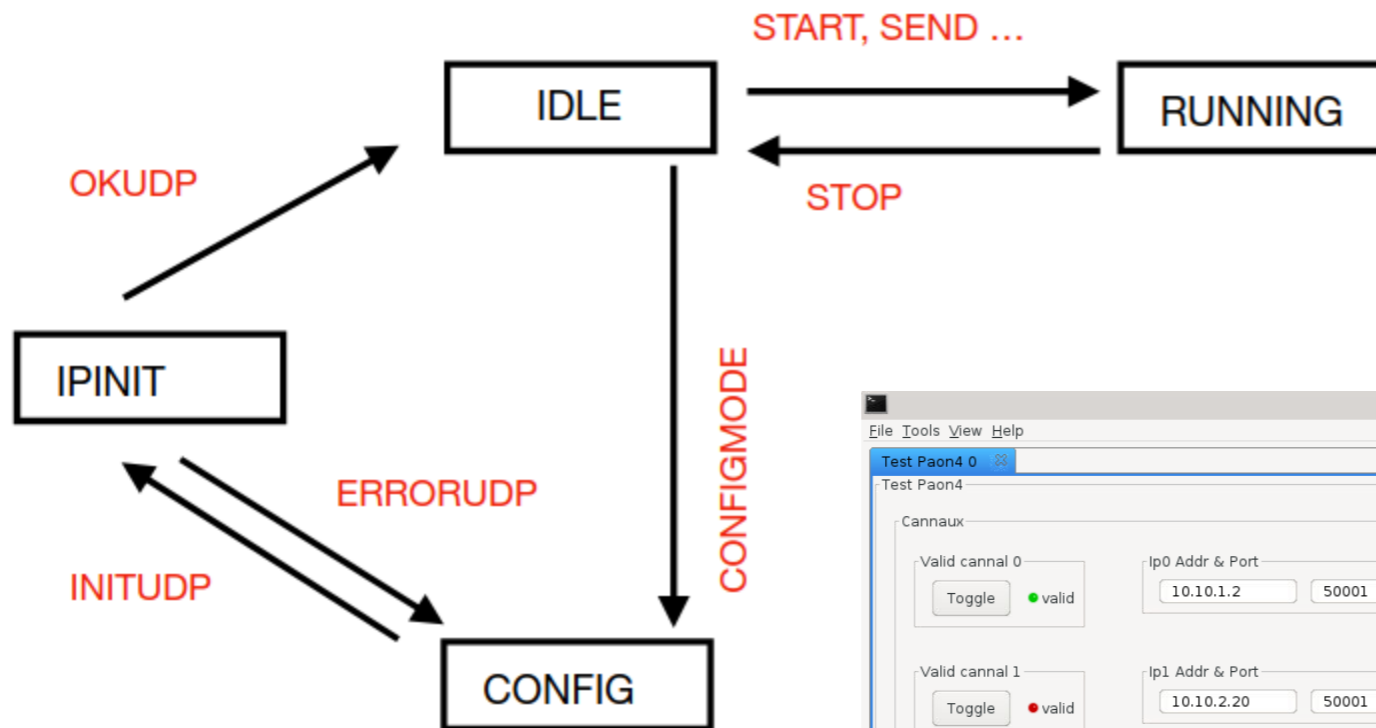 START, SEND ...
IDLE
RUNNING
OKUDP
STOP
IPINIT
CONFIGMODE
ERRORUDP
INITUDP
CONFIG
File Tools View Help
Test Paon4 0
Test Paon4
Cannaux
Valid cannal 0
Ip0 Addr & Port
Toggle valid
10.10.1.2 50001
Valid cannal 1
Ip1 Addr & Port
Toggle valid
10.10.2.20 50001